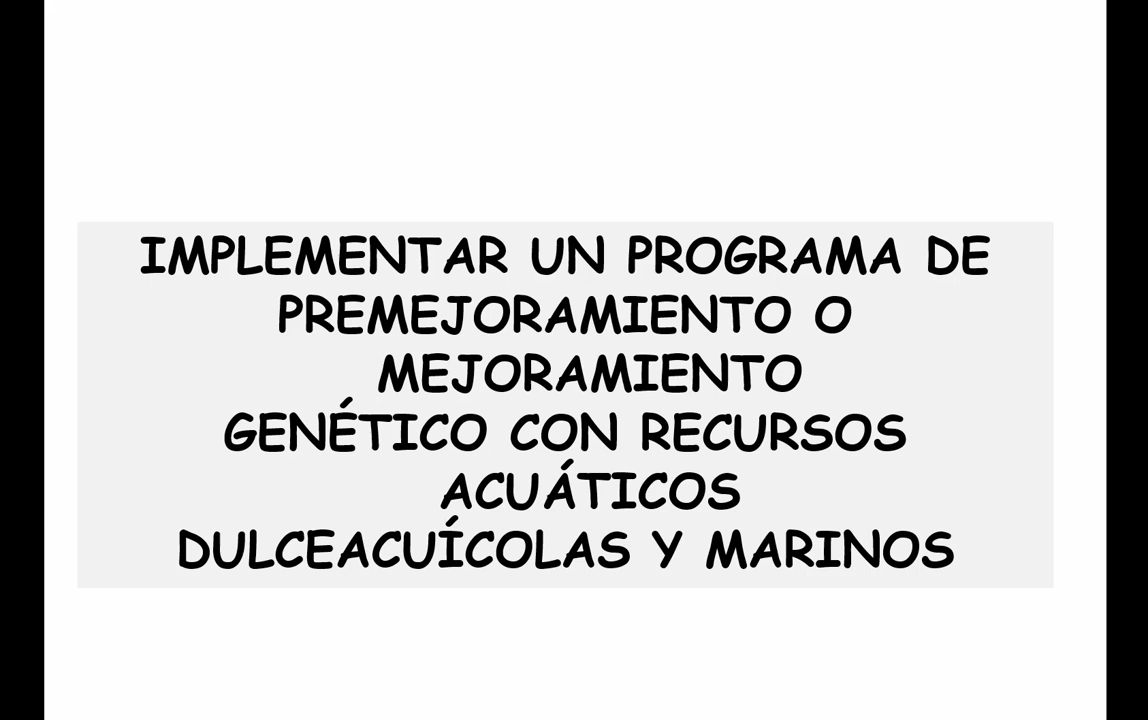 IMPLEMENTAR UN PROGRAMA DE
PREMEJORAMIENTO O
MEJORAMIENTO
GENÉTICO CON RECURSOS
ACUÁTICOS
DULCEACUÍCOLAS Y MARINOS